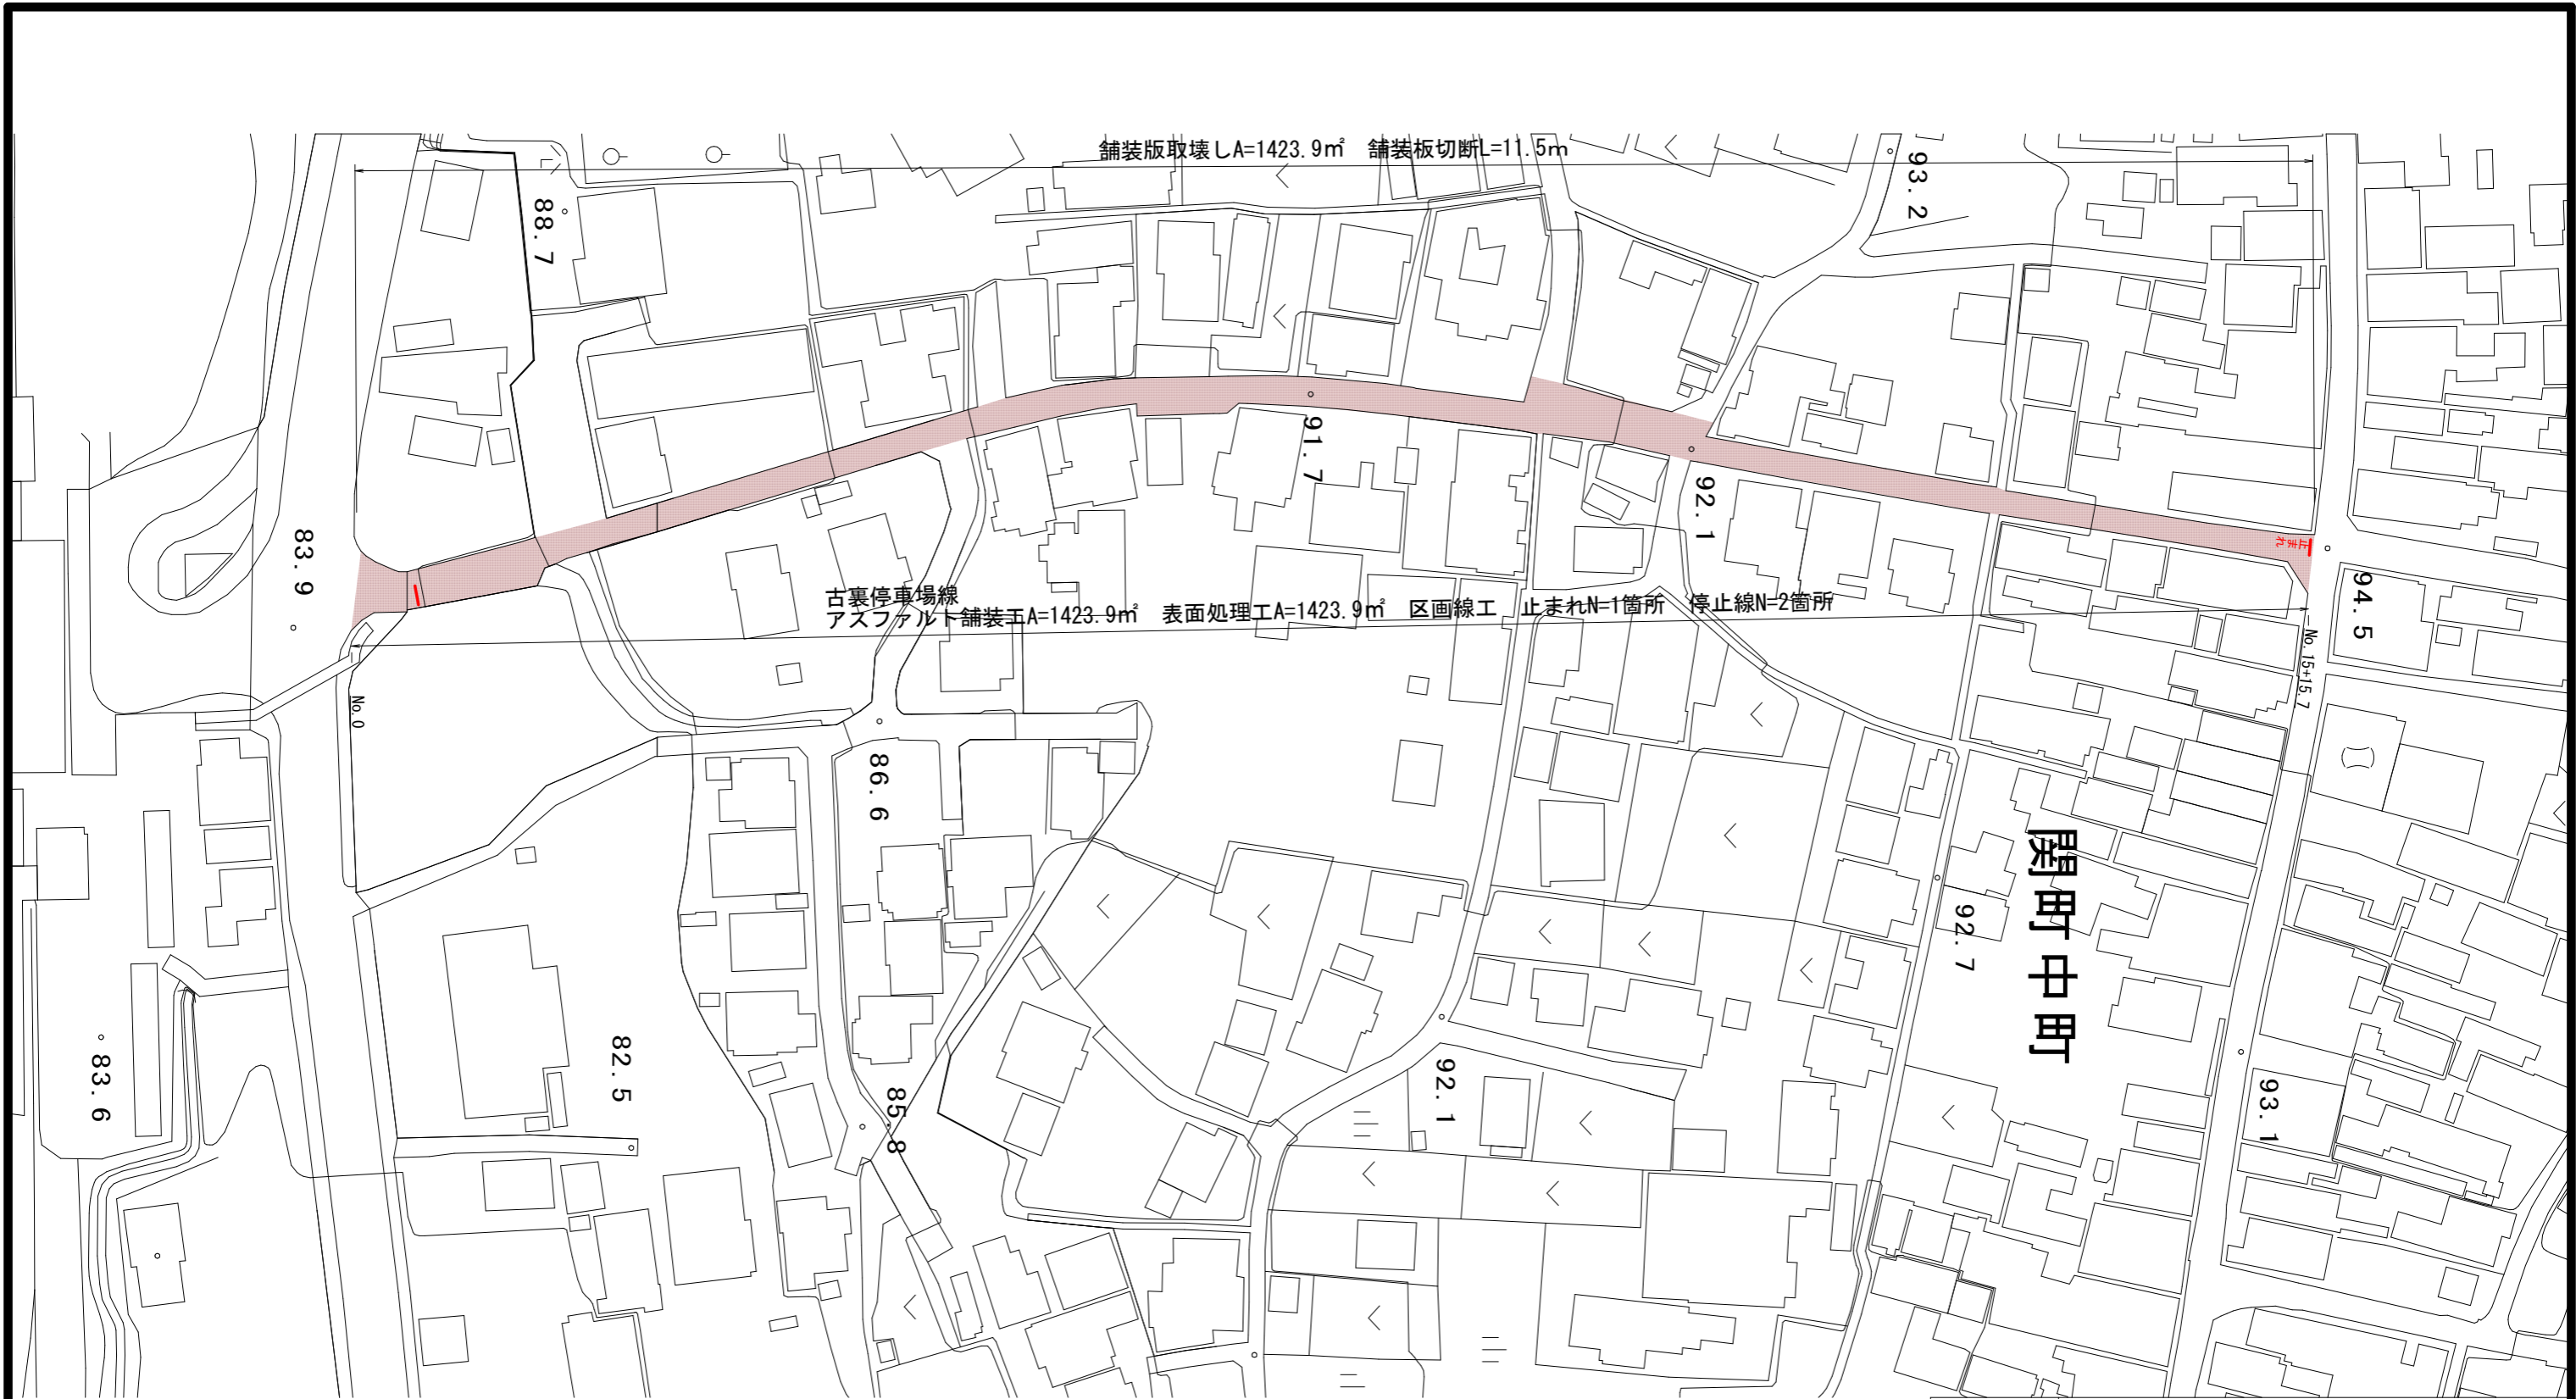 舗装版取壊しA=1423.9㎡ 舗装板切断L=11.5m
93.2
88.7
91.7
92.1
止まれ
83.9
94.5
古裏停車場線
アスファルト舗装工A=1423.9㎡ 表面処理工A=1423.9㎡ 区画線工 止まれN=1箇所 停止線N=2箇所
No.15+15.7
No.0
86.6
関町中町
92.7
82.5
83.6
85.8
92.1
93.1